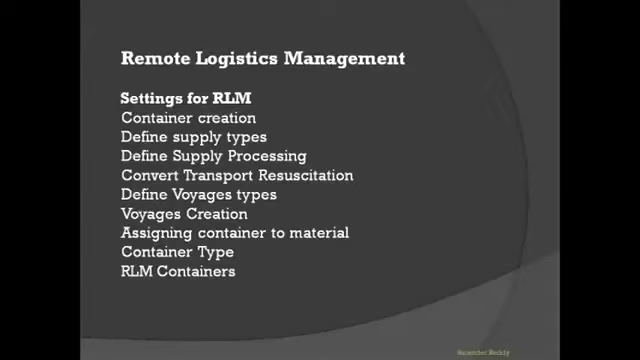 Remote Logistics Management
Settings for RLM
Container creation
Define supply types
Define Supply Processing
Convert Transport Resuscitation
Define Voyages types
Voyages Creation
Assigning container to material
Container Type
RLM Containers
Reddy